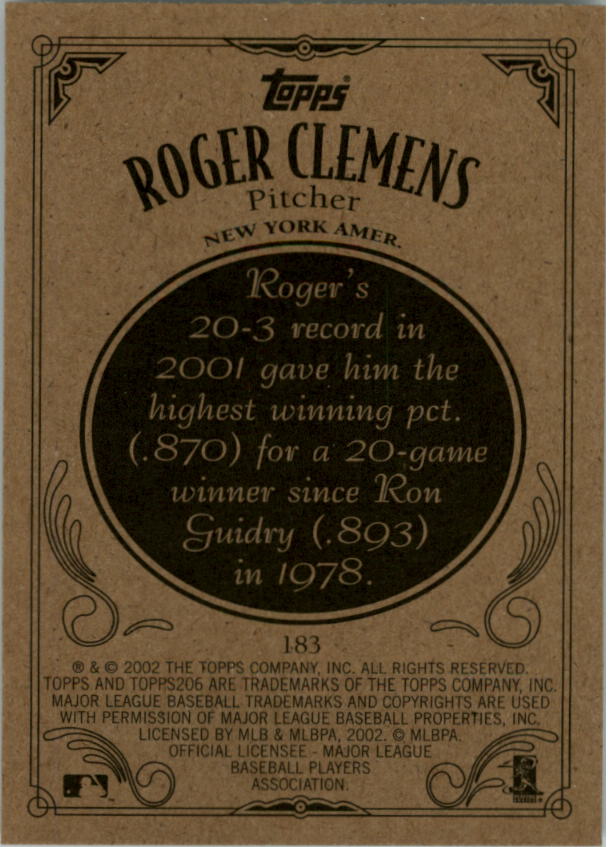 Topps®
ROGER CLEMENS
Pitcher
NEW YORK AMER.
Roger's
20-3 record in
2001 gave him the
highest winning pct.
(.870) for a 20-game
winner since Ron
Guidry (.893)
in 1978.
183
® & © 2002 THE TOPPS COMPANY, INC. ALL RIGHTS RESERVED.
TOPPS AND TOPPS206 ARE TRADEMARKS OF THE TOPPS COMPANY, INC.
MAJOR LEAGUE BASEBALL TRADEMARKS AND COPYRIGHTS ARE USED
WITH PERMISSION OF MAJOR LEAGUE BASEBALL PROPERTIES, INC.
LICENSED BY MLB & MLBPA, 2002. © MLBPA.
OFFICIAL LICENSEE - MAJOR LEAGUE
BASEBALL PLAYERS
ASSOCIATION.